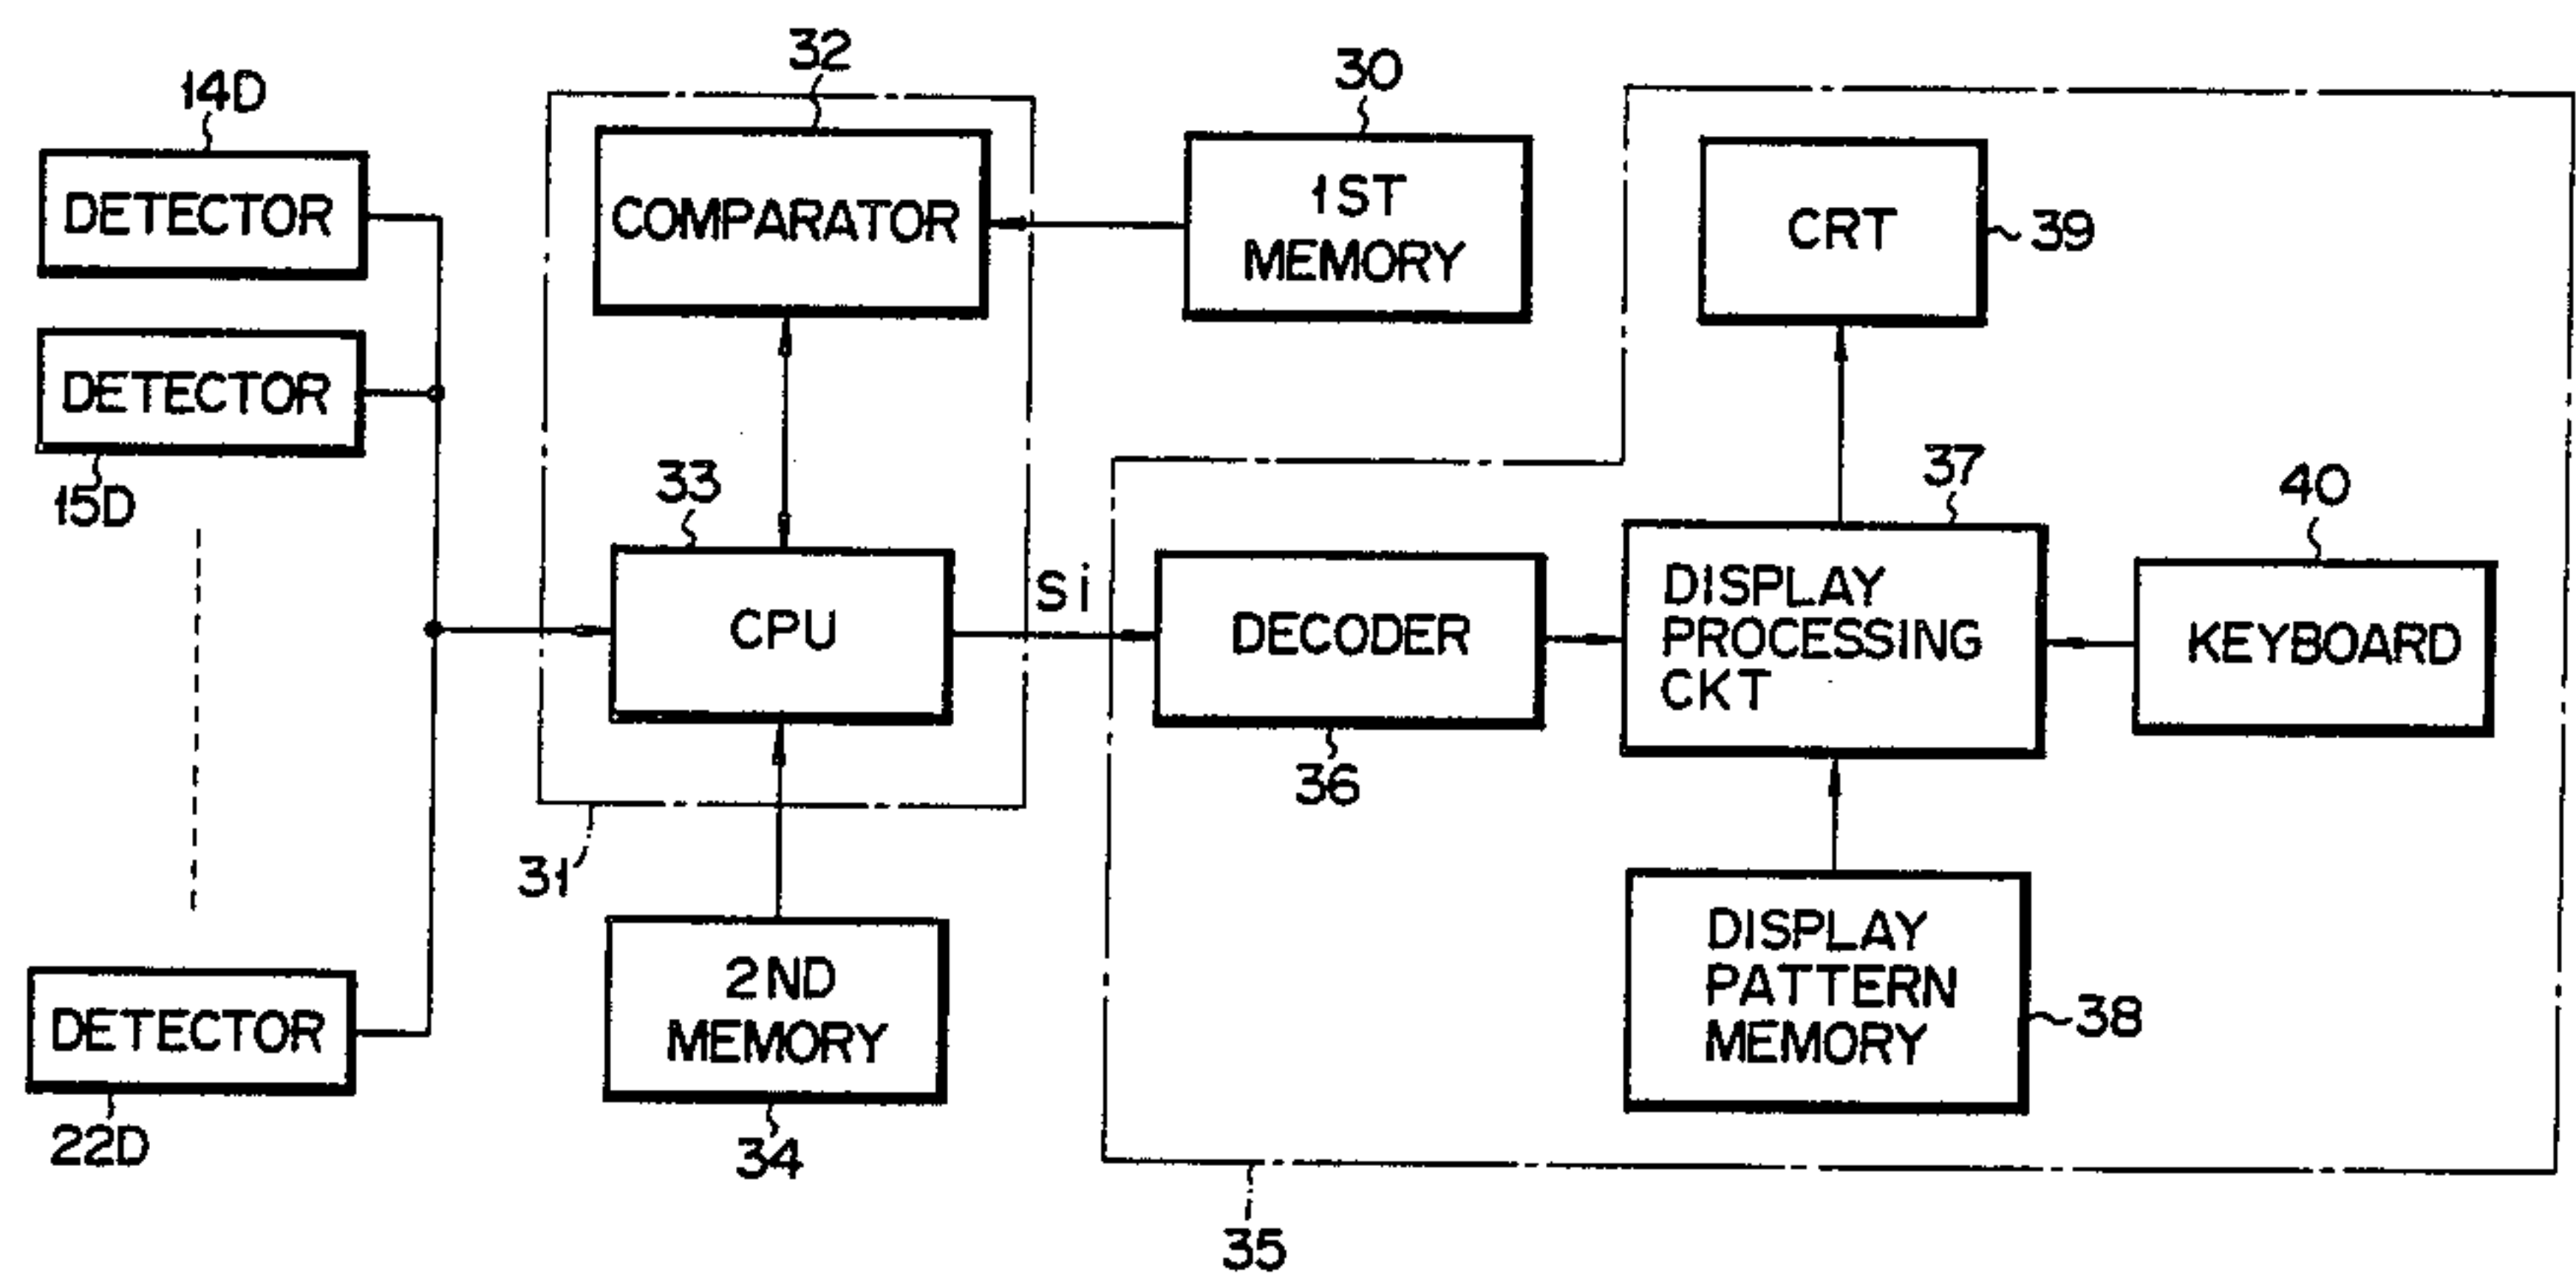 14D
DETECTOR
DETECTOR
15D
DETECTOR
22D
32
COMPARATOR
30
1ST
MEMORY
33
CPU
Si
31
2ND
MEMORY
34
CRT
39
37
DECODER
36
DISPLAY
PROCESSING
CKT
40
KEYBOARD
DISPLAY
PATTERN
MEMORY
38
35